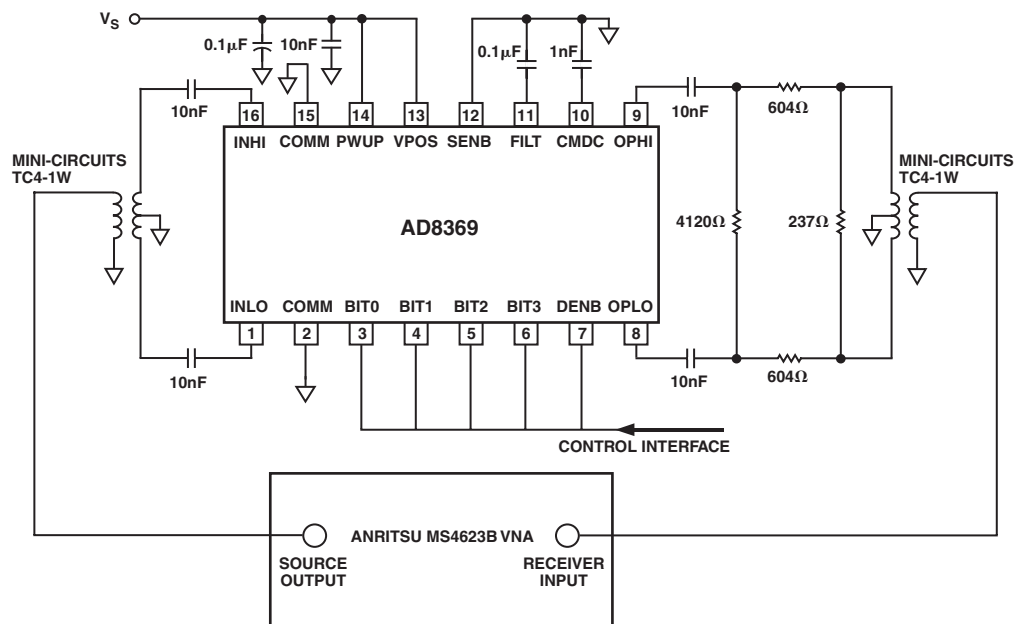 V_S
0.1μF
10nF
0.1μF
1nF
10nF
10nF
604Ω
16
15
14
13
12
11
10
9
INHI
COMM
PWUP
VPOS
SENB
FILT
CMDC
OPHI
MINI-CIRCUITS
TC4-1W
MINI-CIRCUITS
TC4-1W
AD8369
4120Ω
237Ω
INLO
COMM
BIT0
BIT1
BIT2
BIT3
DENB
OPLO
1
2
3
4
5
6
7
8
10nF
10nF
604Ω
CONTROL INTERFACE
ANRITSU MS4623B VNA
SOURCE
OUTPUT
RECEIVER
INPUT